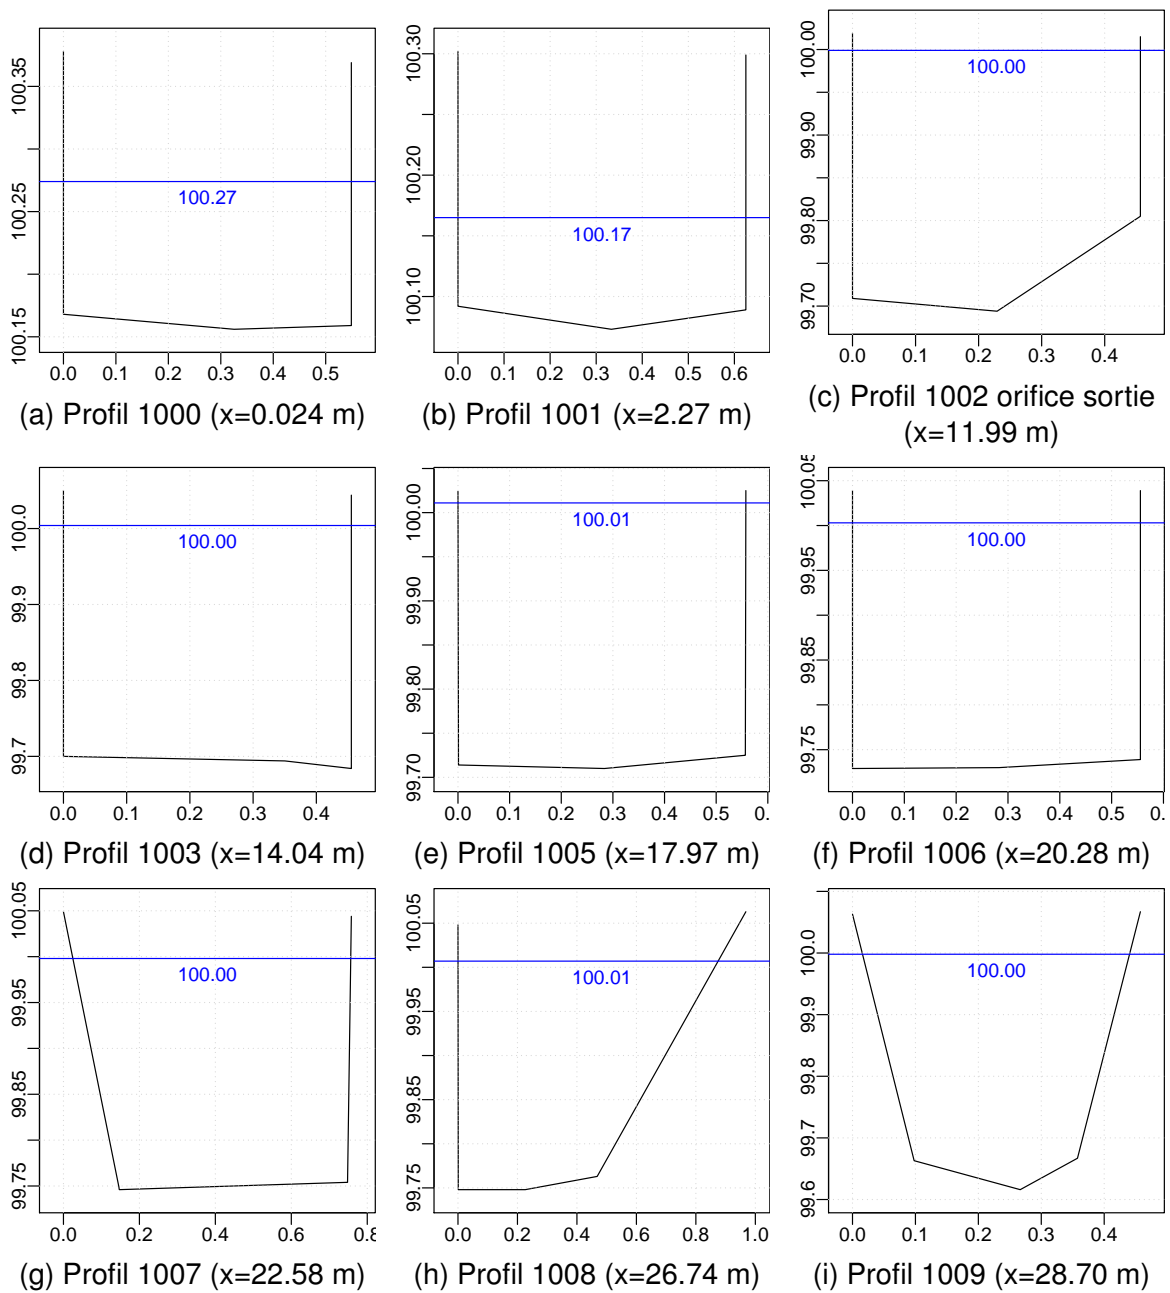 100.35
100.25
100.15
100.27
0.0 0.1 0.2 0.3 0.4 0.5
(a) Profil 1000 (x=0.024 m)
100.30
100.20
100.10
100.17
0.0 0.1 0.2 0.3 0.4 0.5 0.6
(b) Profil 1001 (x=2.27 m)
100.00
99.90
99.80
99.70
100.00
0.0 0.1 0.2 0.3 0.4
(c) Profil 1002 orifice sortie
(x=11.99 m)
100.0
99.9
99.8
99.7
100.00
0.0 0.1 0.2 0.3 0.4
(d) Profil 1003 (x=14.04 m)
100.00
99.90
99.80
99.70
100.01
0.0 0.1 0.2 0.3 0.4 0.5 0.
(e) Profil 1005 (x=17.97 m)
100.05
99.95
99.85
99.75
100.00
0.0 0.1 0.2 0.3 0.4 0.5 0.
(f) Profil 1006 (x=20.28 m)
100.05
99.95
99.85
99.75
100.00
0.0 0.2 0.4 0.6 0.8
(g) Profil 1007 (x=22.58 m)
100.05
99.95
99.85
99.75
100.01
0.0 0.2 0.4 0.6 0.8 1.0
(h) Profil 1008 (x=26.74 m)
100.0
99.9
99.8
99.7
99.6
100.00
0.0 0.1 0.2 0.3 0.4
(i) Profil 1009 (x=28.70 m)